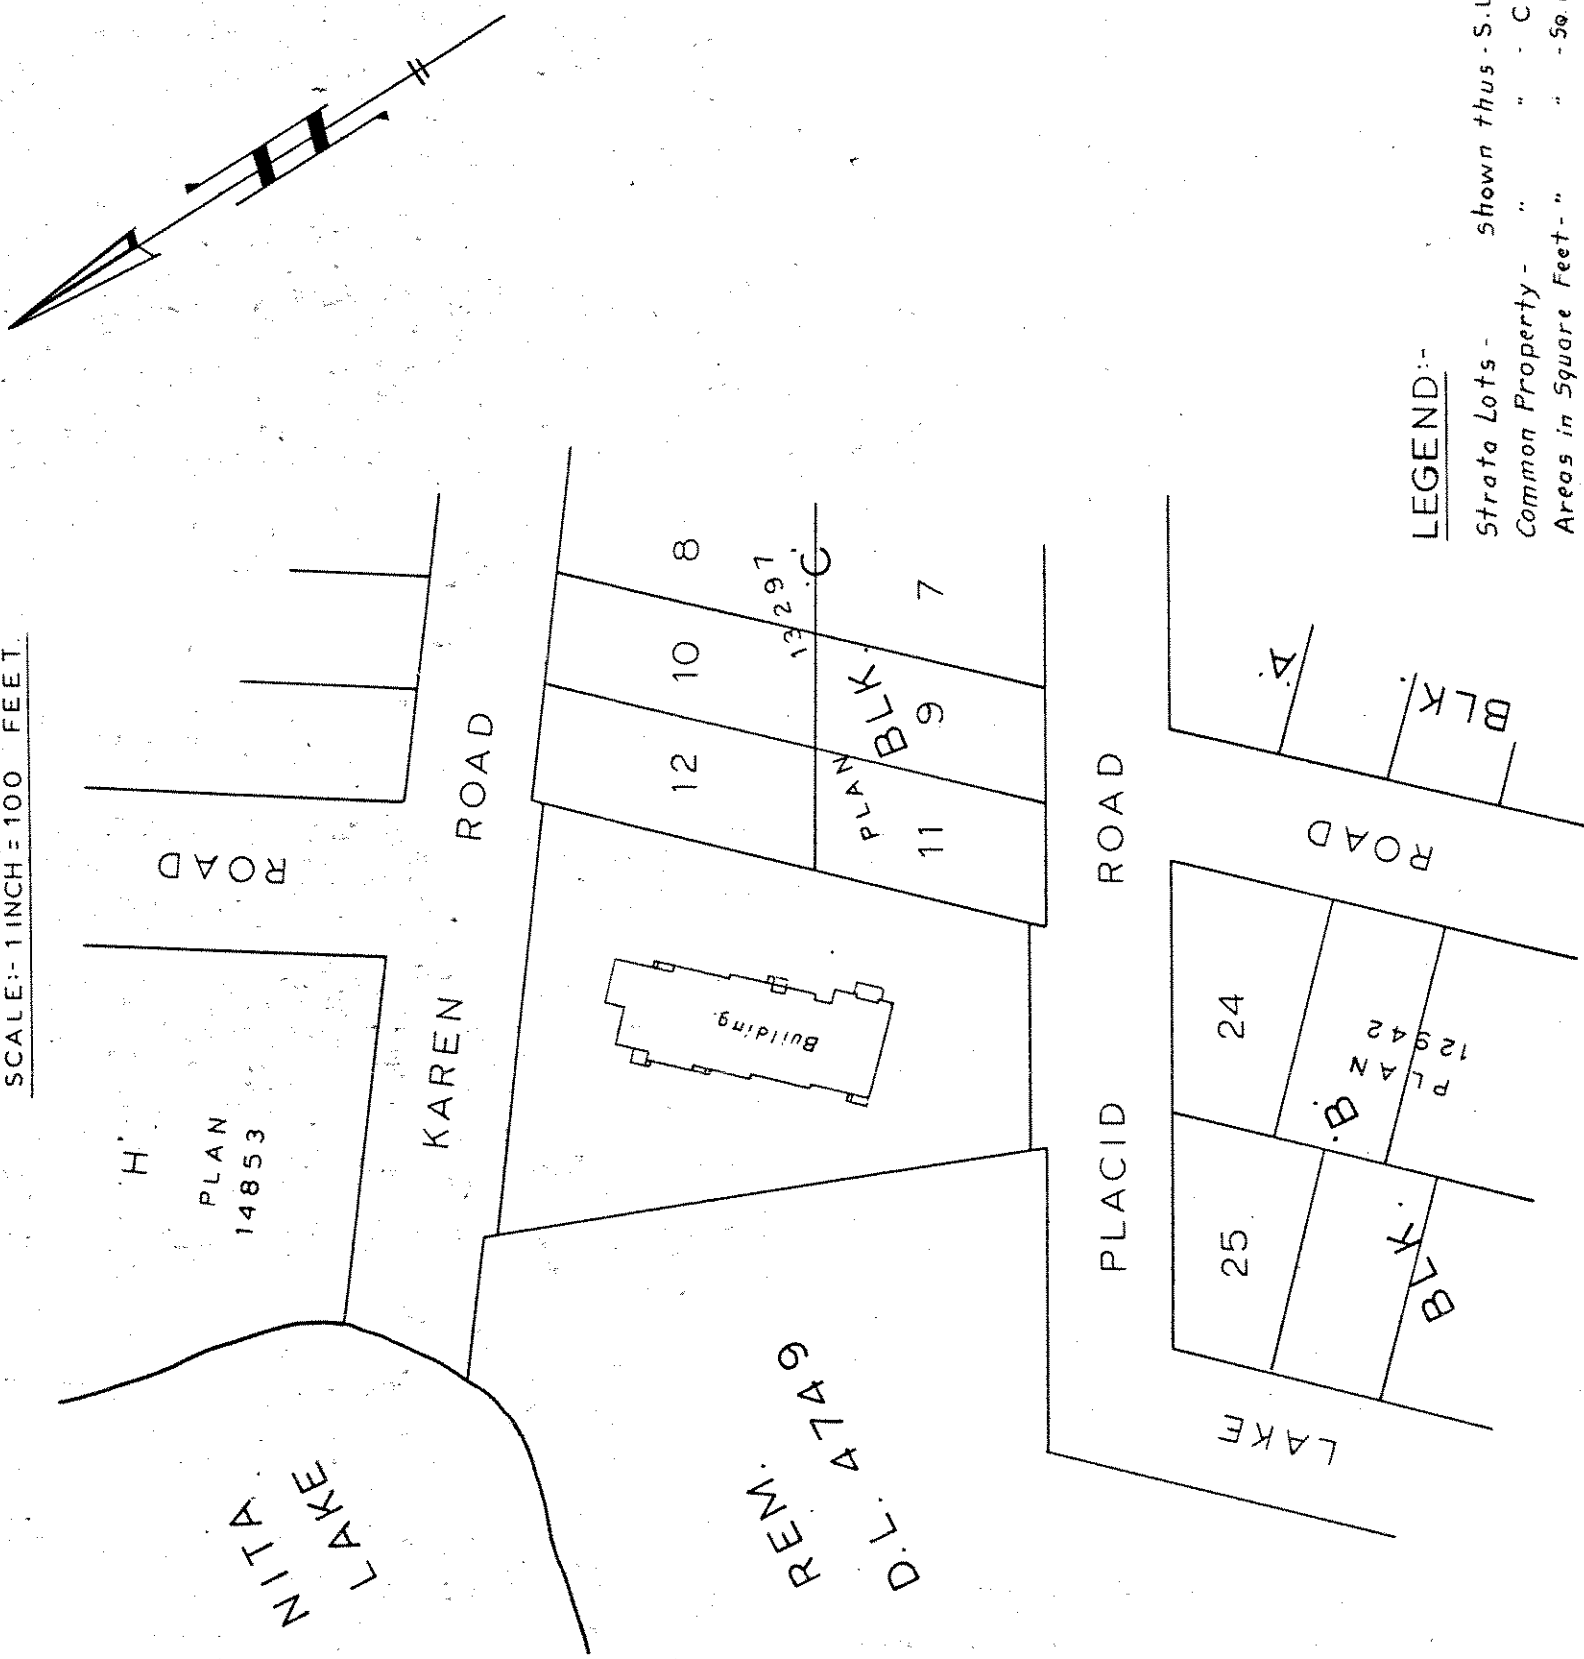 SCALE:- 1 INCH = 100 FEET
NITA
LAKE
H
PLAN
14853
ROAD
KAREN ROAD
REM.
D.L. 4749
Building
12
10
8
PLAN 13297
BLK. C
11
9
7
PLACID ROAD
LAKE
25
24
BLK. B
PLAN
12942
ROAD
BLK. A
LEGEND:-
Strata Lots - Shown thus - S.L
Common Property - " " - C
Areas in Square Feet - " " - Sq.